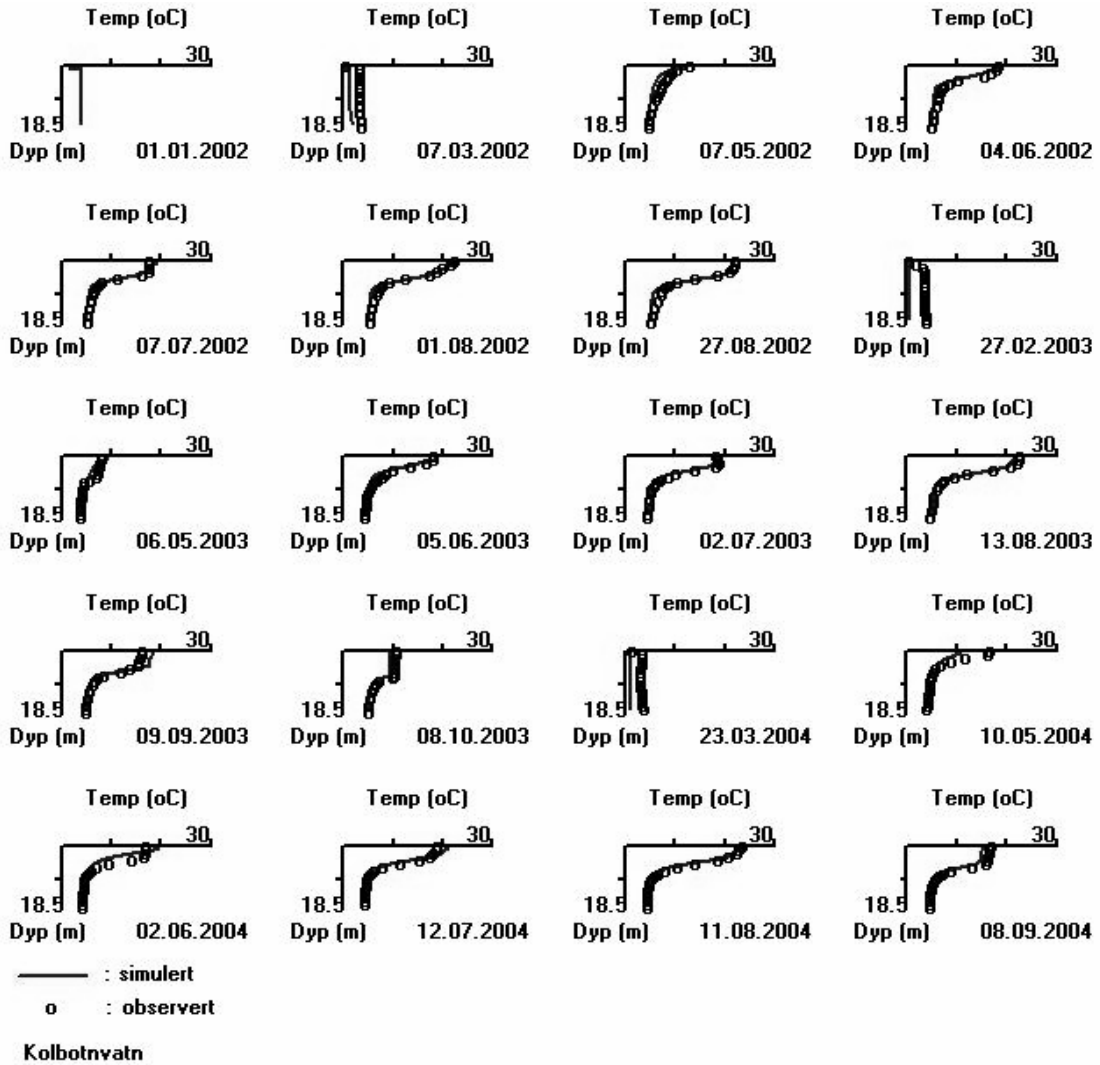 Temp (oC) Temp (oC) Temp (oC) Temp (oC)
30 30 30 30
18.5 18.5 18.5 18.5
Dyp (m) 01.01.2002 Dyp (m) 07.03.2002 Dyp (m) 07.05.2002 Dyp (m) 04.06.2002
Temp (oC) Temp (oC) Temp (oC) Temp (oC)
30 30 30 30
18.5 18.5 18.5 18.5
Dyp (m) 07.07.2002 Dyp (m) 01.08.2002 Dyp (m) 27.08.2002 Dyp (m) 27.02.2003
Temp (oC) Temp (oC) Temp (oC) Temp (oC)
30 30 30 30
18.5 18.5 18.5 18.5
Dyp (m) 06.05.2003 Dyp (m) 05.06.2003 Dyp (m) 02.07.2003 Dyp (m) 13.08.2003
Temp (oC) Temp (oC) Temp (oC) Temp (oC)
30 30 30 30
18.5 18.5 18.5 18.5
Dyp (m) 09.09.2003 Dyp (m) 08.10.2003 Dyp (m) 23.03.2004 Dyp (m) 10.05.2004
Temp (oC) Temp (oC) Temp (oC) Temp (oC)
30 30 30 30
18.5 18.5 18.5 18.5
Dyp (m) 02.06.2004 Dyp (m) 12.07.2004 Dyp (m) 11.08.2004 Dyp (m) 08.09.2004
: simulert
o : observert
Kolbotnvatn